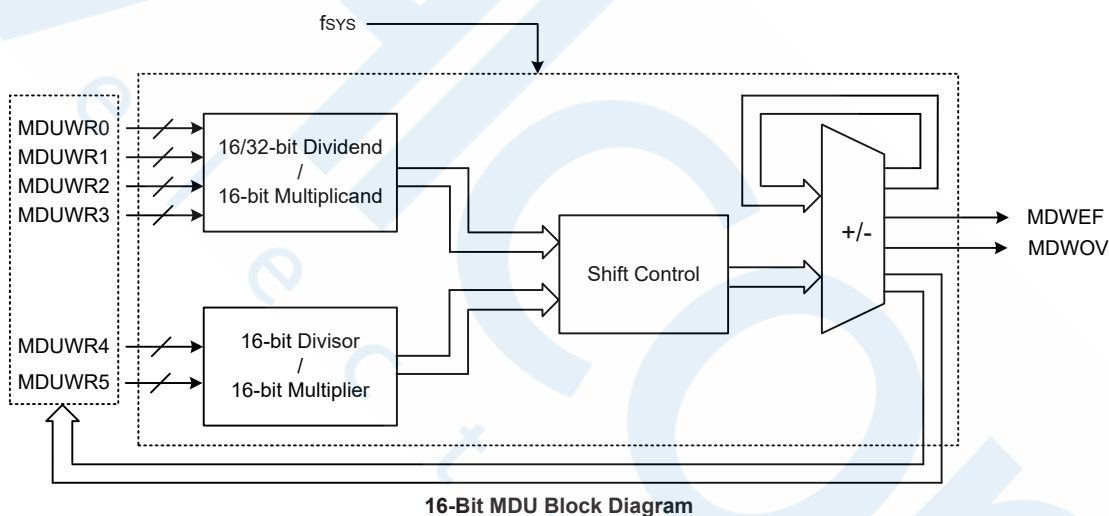 fSYS
MDUWR0
MDUWR1
MDUWR2
MDUWR3
MDUWR4
MDUWR5
16/32-bit Dividend
/
16-bit Multiplicand
16-bit Divisor
/
16-bit Multiplier
Shift Control
+/-
MDWEF
MDWOV
16-Bit MDU Block Diagram